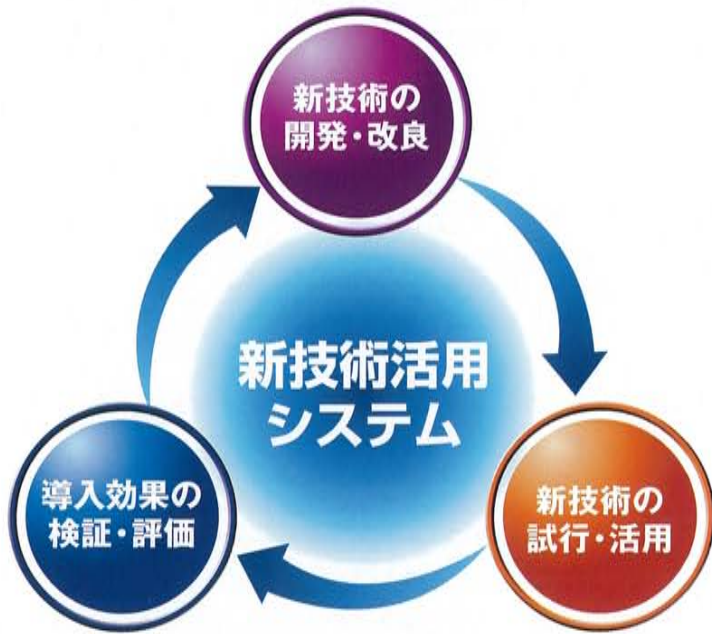 新技術の
開発・改良
新技術活用
システム
導入効果の
検証・評価
新技術の
試行・活用